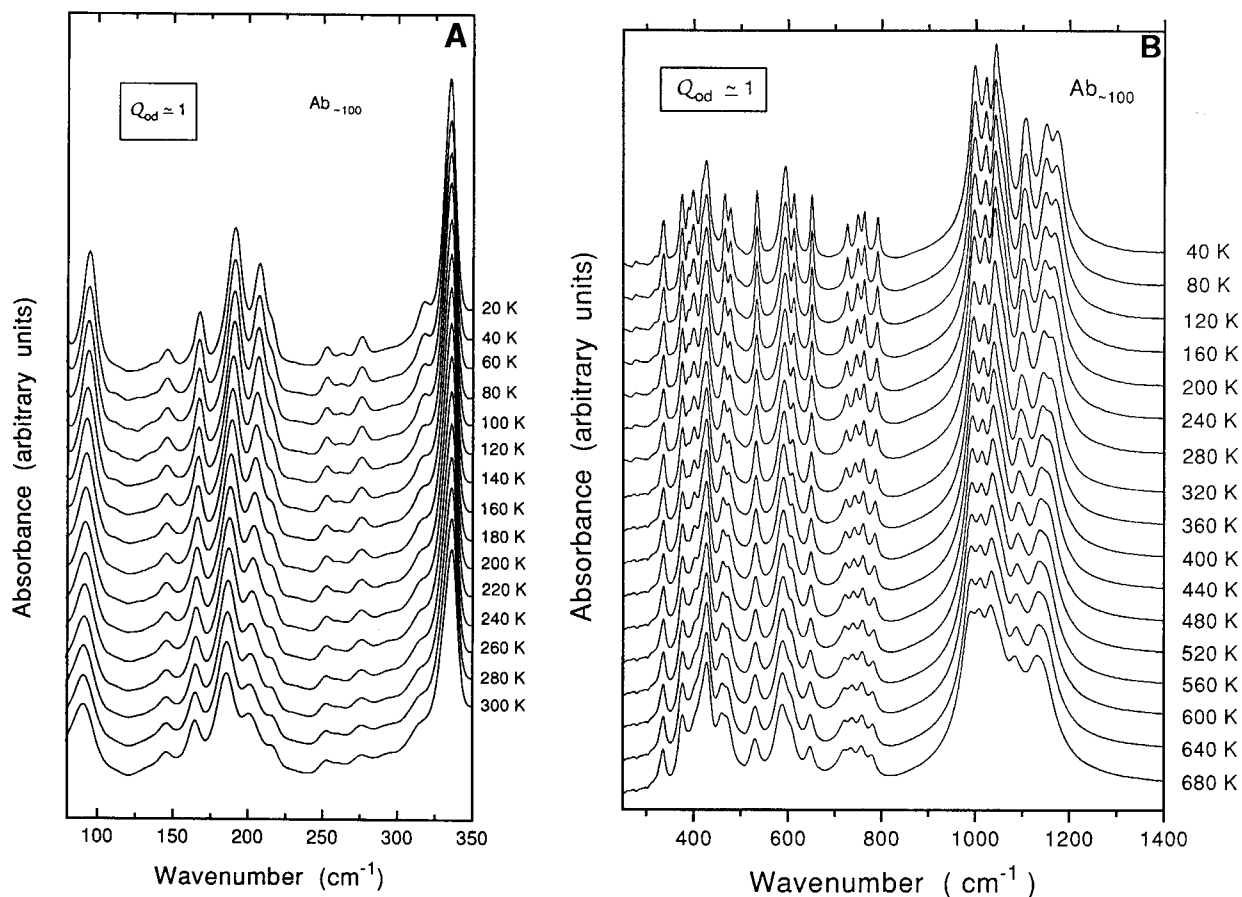 A
Q_od ≃ 1
Ab_~100
Absorbance (arbitrary units)
20 K
40 K
60 K
80 K
100 K
120 K
140 K
160 K
180 K
200 K
220 K
240 K
260 K
280 K
300 K
100 150 200 250 300 350
Wavenumber (cm⁻¹)
B
Q_od ≃ 1
Ab_~100
Absorbance (arbitrary units)
40 K
80 K
120 K
160 K
200 K
240 K
280 K
320 K
360 K
400 K
440 K
480 K
520 K
560 K
600 K
640 K
680 K
400 600 800 1000 1200 1400
Wavenumber ( cm⁻¹)